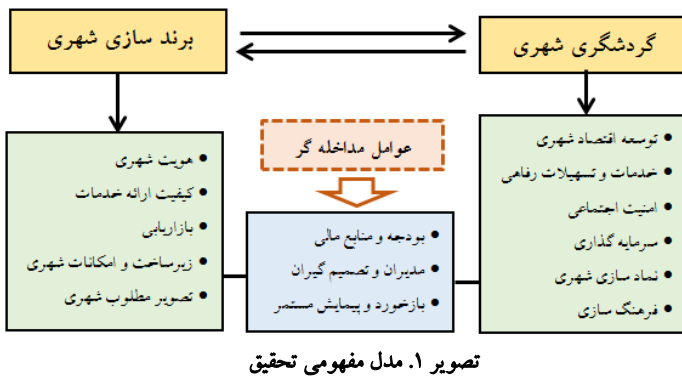 گردشگری شهری
برند سازی شهری
توسعه اقتصاد شهری
خدمات و تسهیلات رفاهی
امنیت اجتماعی
سرمایه گذاری
نماد سازی شهری
فرهنگ سازی
عوامل مداخله گر
بودجه و منابع مالی
مدیران و تصمیم گیران
بازخورد و پیمایش مستمر
هویت شهری
کیفیت ارائه خدمات
بازاریابی
زیرساخت و امکانات شهری
تصویر مطلوب شهری
تصویر ۱. مدل مفهومی تحقیق